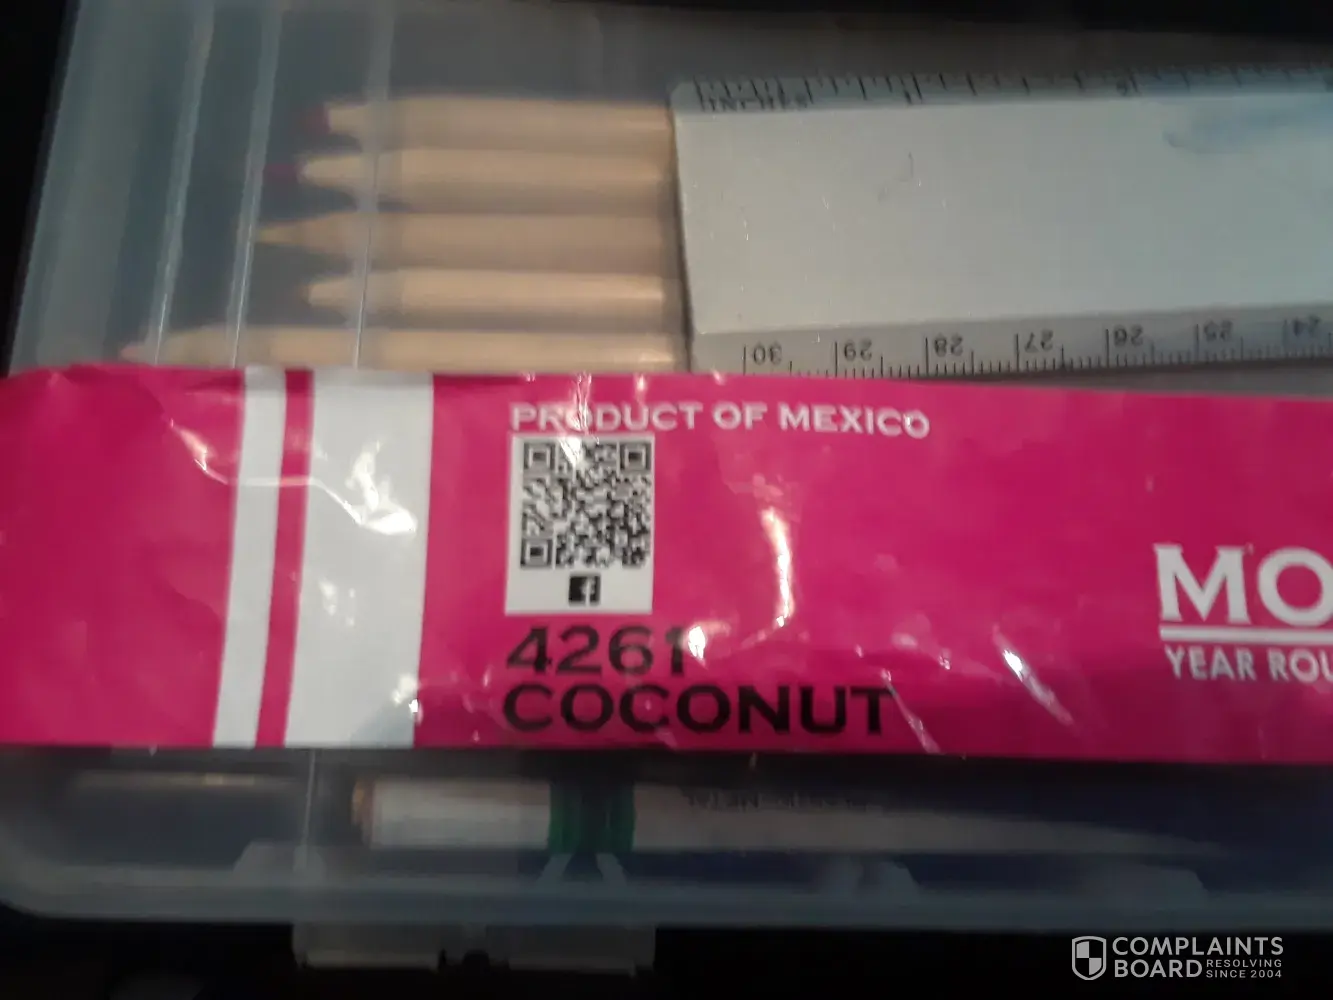 30 29 28 27 26 25 24
PRODUCT OF MEXICO
4261
COCONUT
MO
YEAR ROU
METAL
COMPLAINTS
BOARD RESOLVING
SINCE 2004